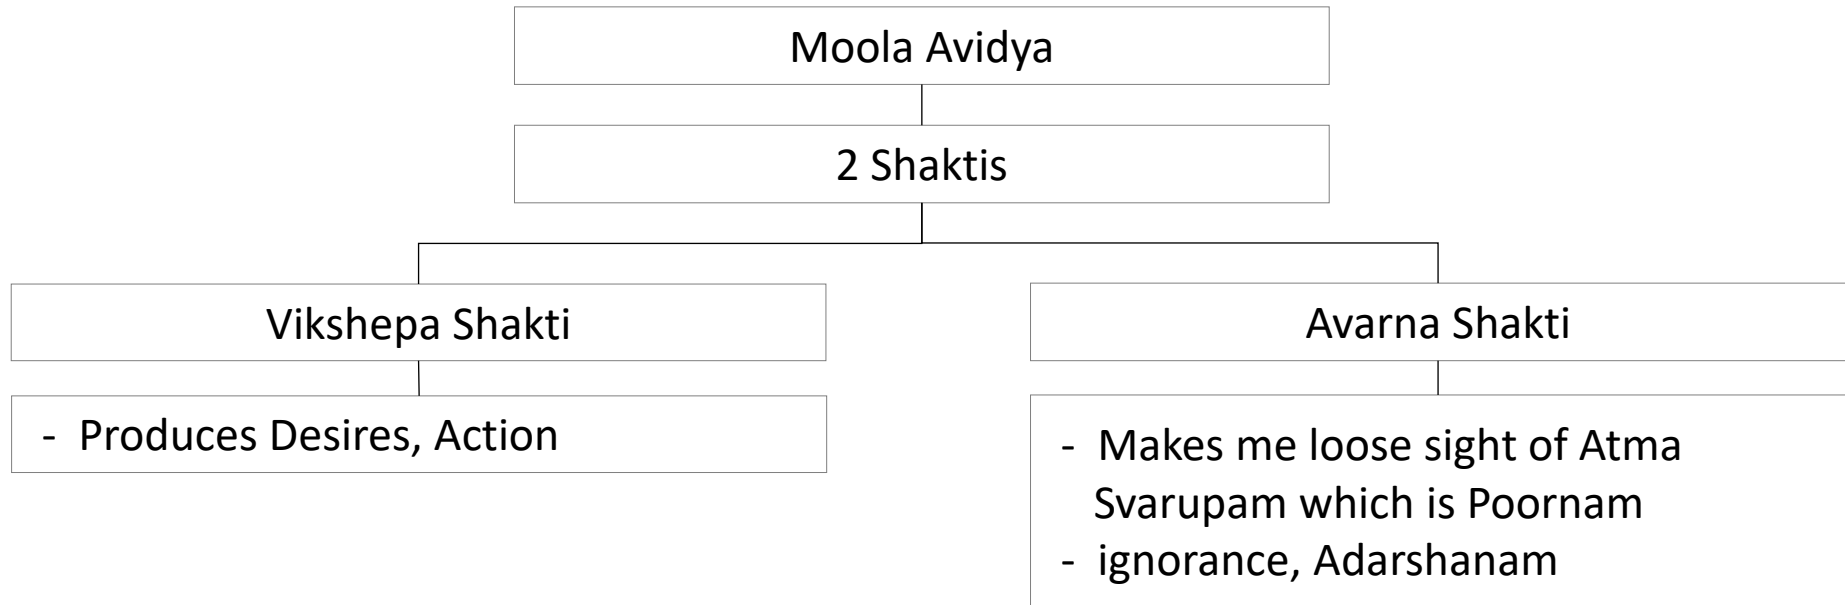 Moola Avidya
2 Shaktis
Vikshepa Shakti
Avarna Shakti
- Produces Desires, Action
- Makes me loose sight of Atma
Svarupam which is Poornam
- ignorance, Adarshanam